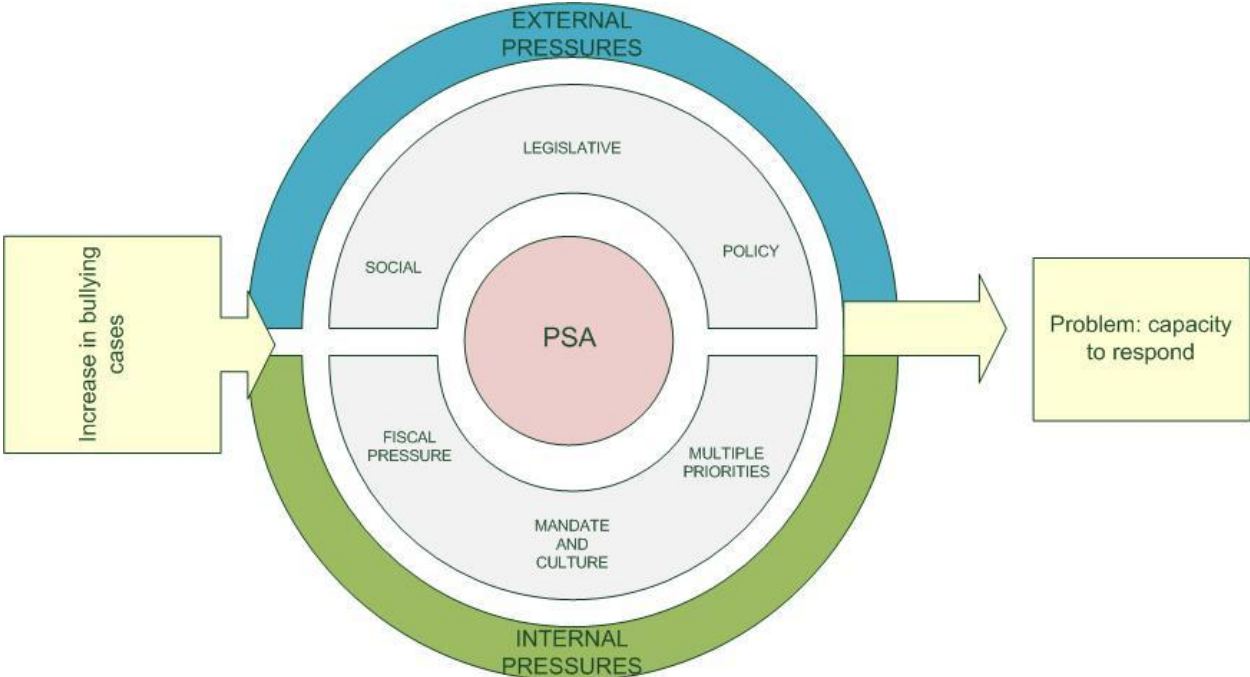 EXTERNAL
PRESSURES
LEGISLATIVE
SOCIAL
POLICY
Increase in bullying
cases
PSA
Problem: capacity
to respond
FISCAL
PRESSURE
MULTIPLE
PRIORITIES
MANDATE
AND
CULTURE
INTERNAL
PRESSURES